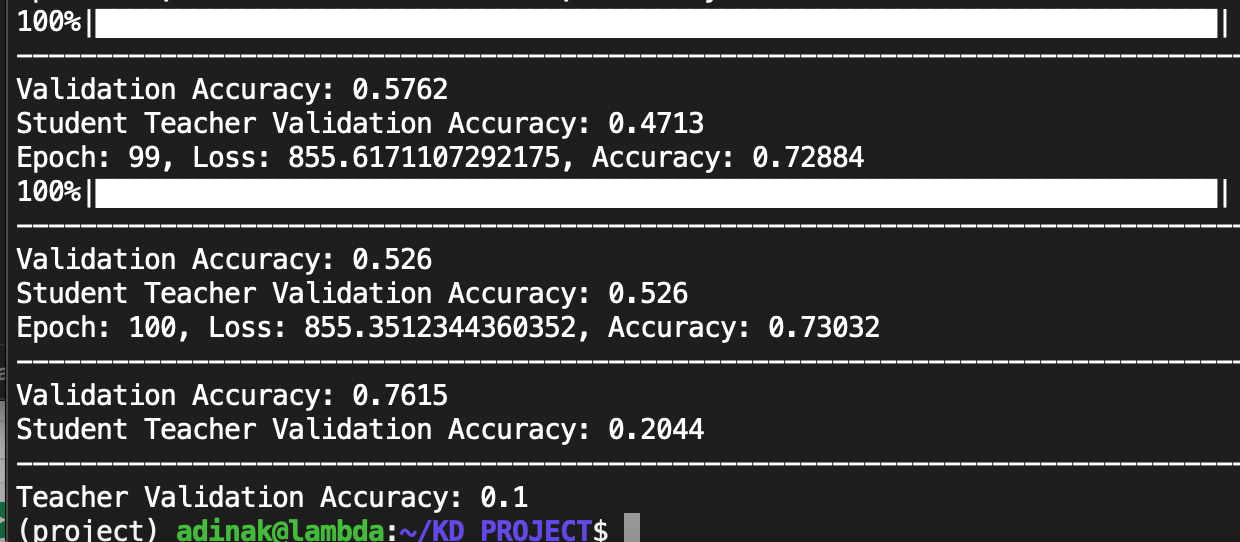 100%|
Validation Accuracy: 0.5762
Student Teacher Validation Accuracy: 0.4713
Epoch: 99, Loss: 855.6171107292175, Accuracy: 0.72884
100%|
Validation Accuracy: 0.526
Student Teacher Validation Accuracy: 0.526
Epoch: 100, Loss: 855.3512344360352, Accuracy: 0.73032
Validation Accuracy: 0.7615
Student Teacher Validation Accuracy: 0.2044
Teacher Validation Accuracy: 0.1
(project) adinak@lambda:~/KD PROJECT$